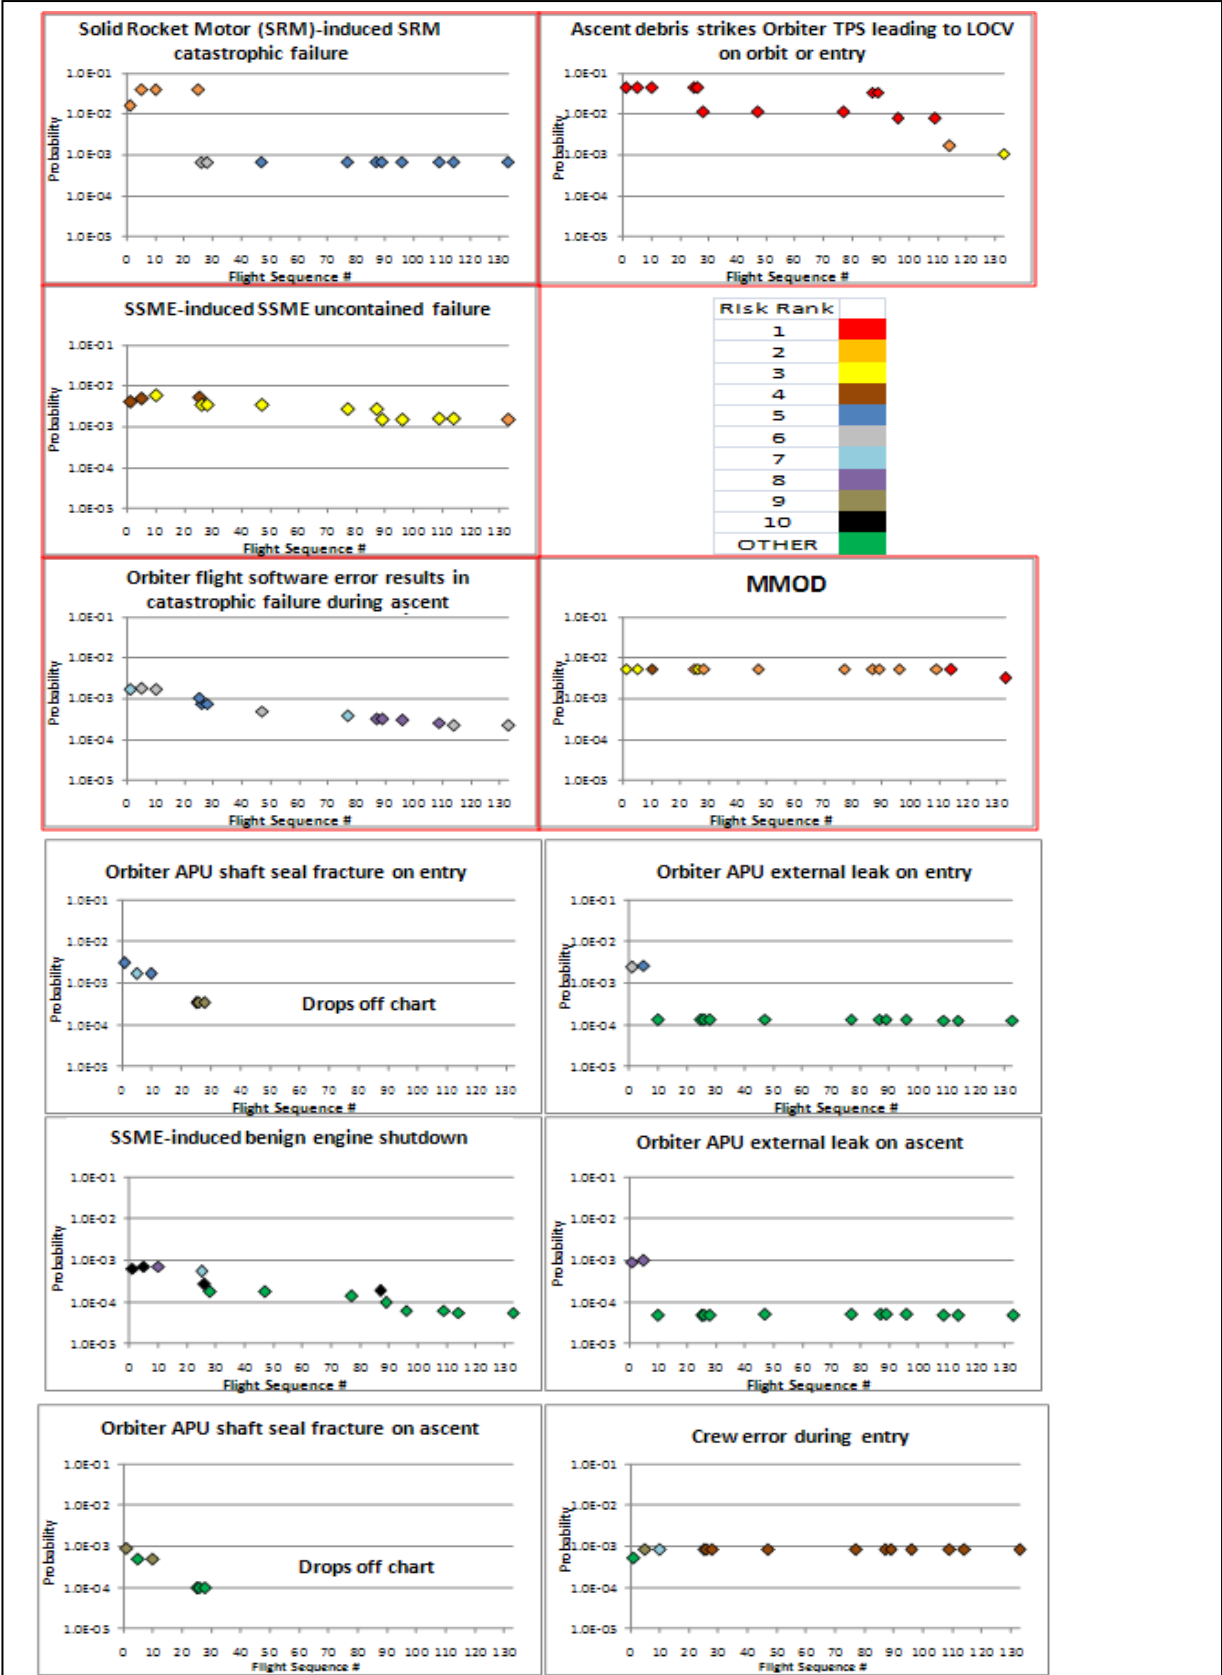 Solid Rocket Motor (SRM)-induced SRM
catastrophic failure
1.0E-01
1.0E-02
1.0E-03
1.0E-04
1.0E-05
Probability
0 10 20 30 40 50 60 70 80 90 100 110 120 130
Flight Sequence #
Ascent debris strikes Orbiter TPS leading to LOCV
on orbit or entry
1.0E-01
1.0E-02
1.0E-03
1.0E-04
1.0E-05
Probability
0 10 20 30 40 50 60 70 80 90 100 110 120 130
Flight Sequence #
SSME-induced SSME uncontained failure
1.0E-01
1.0E-02
1.0E-03
1.0E-04
1.0E-05
Probability
0 10 20 30 40 50 60 70 80 90 100 110 120 130
Flight Sequence #
Risk Rank
1
2
3
4
5
6
7
8
9
10
OTHER
Orbiter flight software error results in
catastrophic failure during ascent
1.0E-01
1.0E-02
1.0E-03
1.0E-04
1.0E-05
Probability
0 10 20 30 40 50 60 70 80 90 100 110 120 130
Flight Sequence #
MMOD
1.0E-01
1.0E-02
1.0E-03
1.0E-04
1.0E-05
Probability
0 10 20 30 40 50 60 70 80 90 100 110 120 130
Flight Sequence #
Orbiter APU shaft seal fracture on entry
1.0E-01
1.0E-02
1.0E-03
1.0E-04
1.0E-05
Probability
Drops off chart
0 10 20 30 40 50 60 70 80 90 100 110 120 130
Flight Sequence #
Orbiter APU external leak on entry
1.0E-01
1.0E-02
1.0E-03
1.0E-04
1.0E-05
Probability
0 10 20 30 40 50 60 70 80 90 100 110 120 130
Flight Sequence #
SSME-induced benign engine shutdown
1.0E-01
1.0E-02
1.0E-03
1.0E-04
1.0E-05
Probability
0 10 20 30 40 50 60 70 80 90 100 110 120 130
Flight Sequence #
Orbiter APU external leak on ascent
1.0E-01
1.0E-02
1.0E-03
1.0E-04
1.0E-05
Probability
0 10 20 30 40 50 60 70 80 90 100 110 120 130
Flight Sequence #
Orbiter APU shaft seal fracture on ascent
1.0E-01
1.0E-02
1.0E-03
1.0E-04
1.0E-05
Probability
Drops off chart
0 10 20 30 40 50 60 70 80 90 100 110 120 130
Flight Sequence #
Crew error during entry
1.0E-01
1.0E-02
1.0E-03
1.0E-04
1.0E-05
Probability
0 10 20 30 40 50 60 70 80 90 100 110 120 130
Flight Sequence #